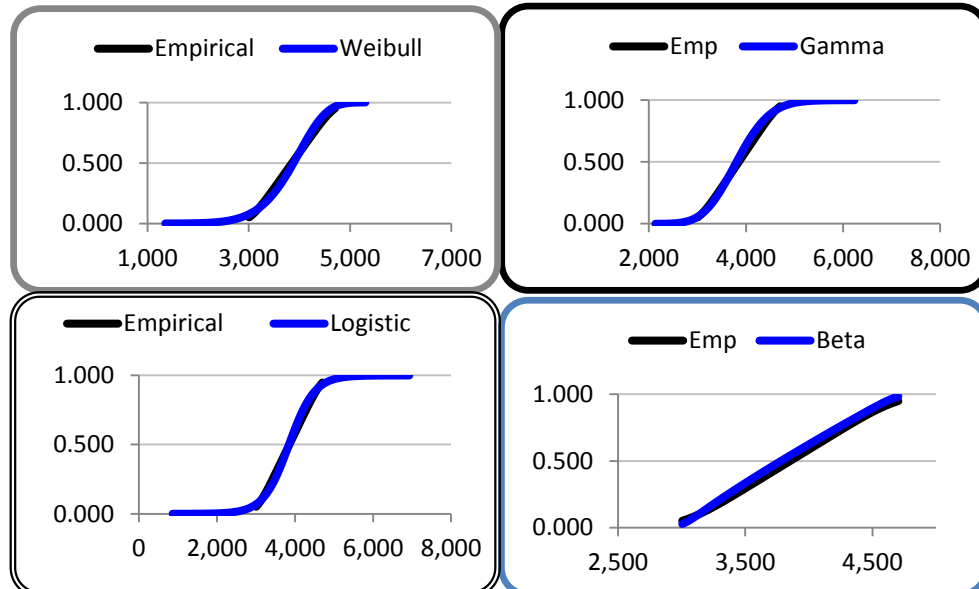 Empirical Weibull
1.000
0.500
0.000
1,000 3,000 5,000 7,000
Emp Gamma
1.000
0.500
0.000
2,000 4,000 6,000 8,000
Empirical Logistic
1.000
0.500
0.000
0 2,000 4,000 6,000 8,000
Emp Beta
1.000
0.500
0.000
2,500 3,500 4,500